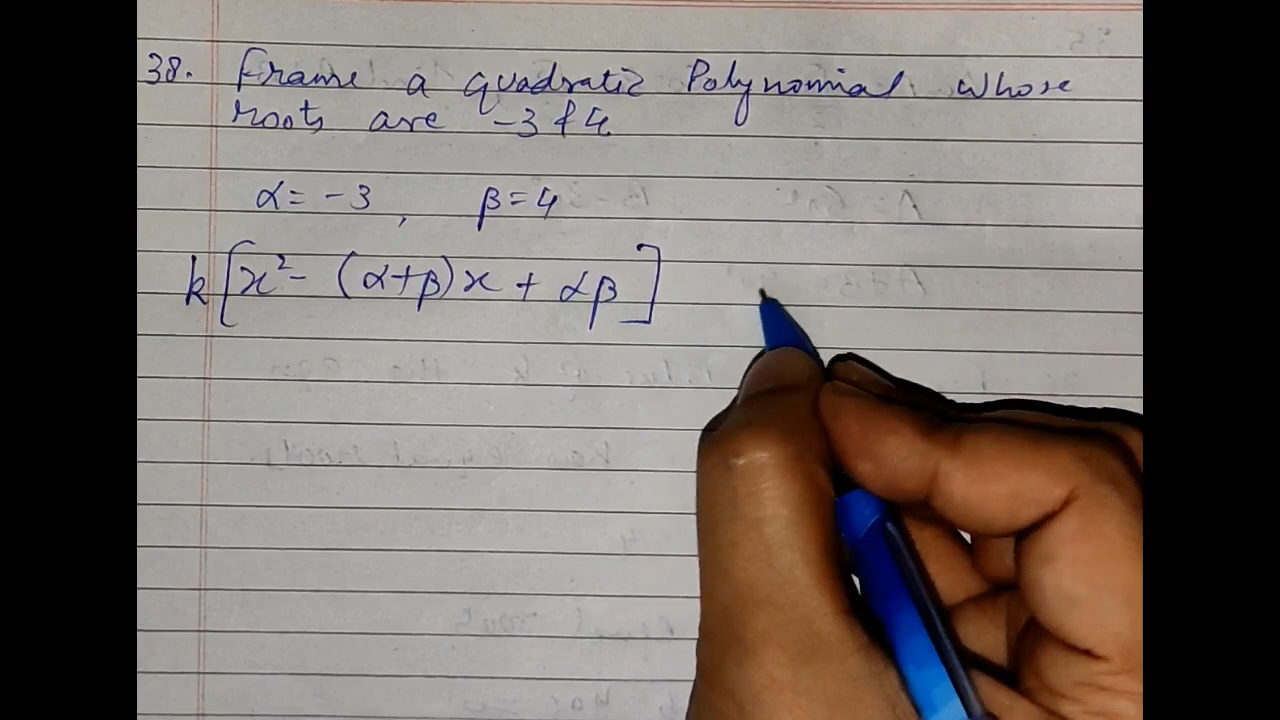 38. Frame a quadratic Polynomial whose
roots are -3 & 4
α = -3 , β = 4
k[x² - (α+β)x + αβ]